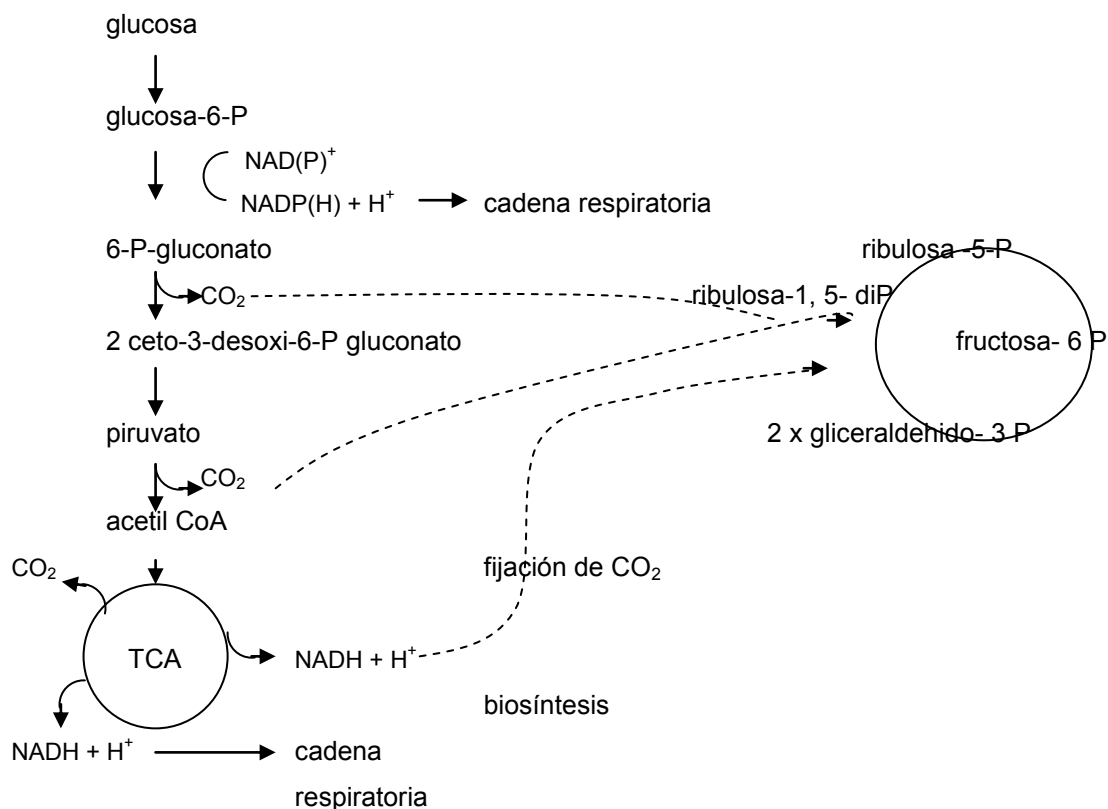 glucosa
glucosa-6-P
NAD(P)⁺
NADP(H) + H⁺
cadena respiratoria
6-P-gluconato
ribulosa -5-P
CO₂
ribulosa-1, 5- diP
2 ceto-3-desoxi-6-P gluconato
fructosa- 6 P
piruvato
2 x gliceraldehido- 3 P
CO₂
acetil CoA
CO₂
fijación de CO₂
TCA
NADH + H⁺
biosíntesis
NADH + H⁺
cadena
respiratoria